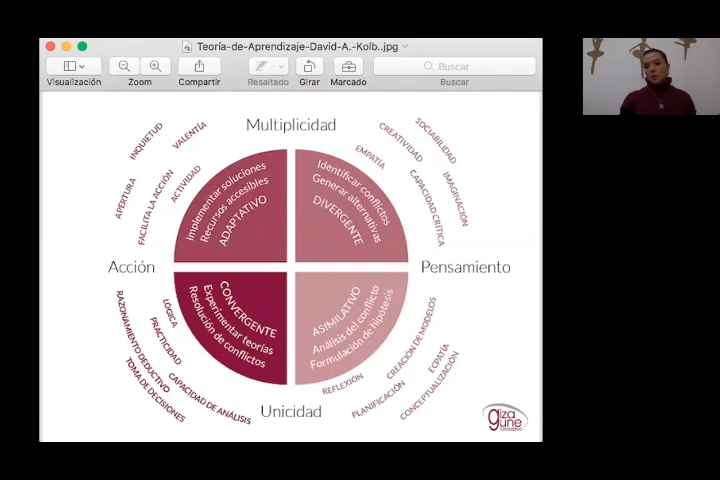 Teoría-de-Aprendizaje-David-A.-Kolb..jpg
Visualización
Zoom
Compartir
Resaltado
Girar
Marcado
Buscar
Buscar
Multiplicidad
INQUIETUD
VALENTÍA
APERTURA
FACILITA LA ACCIÓN
ACTIVIDAD
Implementar soluciones
Recursos accesibles
ADAPTATIVO
Identificar conflictos
Generar alternativas
DIVERGENTE
EMPATÍA
CREATIVIDAD
SOCIABILIDAD
CAPACIDAD CRÍTICA
IMAGINACIÓN
Acción
Pensamiento
CONVERGENTE
Experimentar teorías
Resolución de conflictos
LÓGICA
PRACTICIDAD
RAZONAMIENTO DEDUCTIVO
TOMA DE DECISIONES
CAPACIDAD DE ANÁLISIS
ASIMILATIVO
Análisis del conflicto
Formulación de hipótesis
REFLEXIÓN
CREACIÓN DE MODELOS
PLANIFICACIÓN
ECPATÍA
CONCEPTUALIZACIÓN
Unicidad
giza
gune
fundazioa